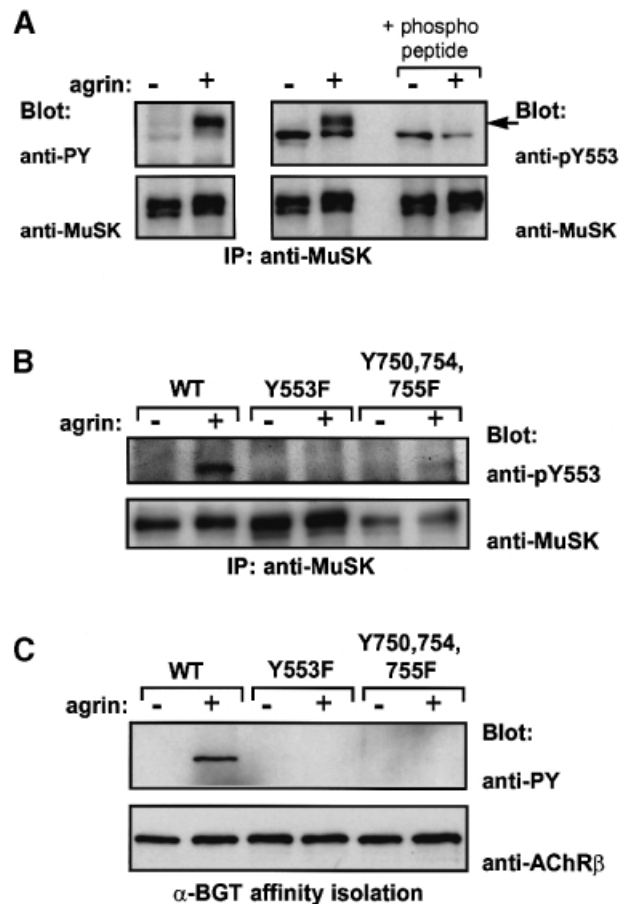 A
+ phospho
peptide
agrin: - + - + - +
Blot: Blot:
anti-PY anti-pY553
anti-MuSK anti-MuSK
IP: anti-MuSK
B
Y750,754,
WT Y553F 755F
agrin: - + - + - +
Blot:
anti-pY553
anti-MuSK
IP: anti-MuSK
C
Y750,754,
WT Y553F 755F
agrin: - + - + - +
Blot:
anti-PY
anti-AChRβ
α-BGT affinity isolation